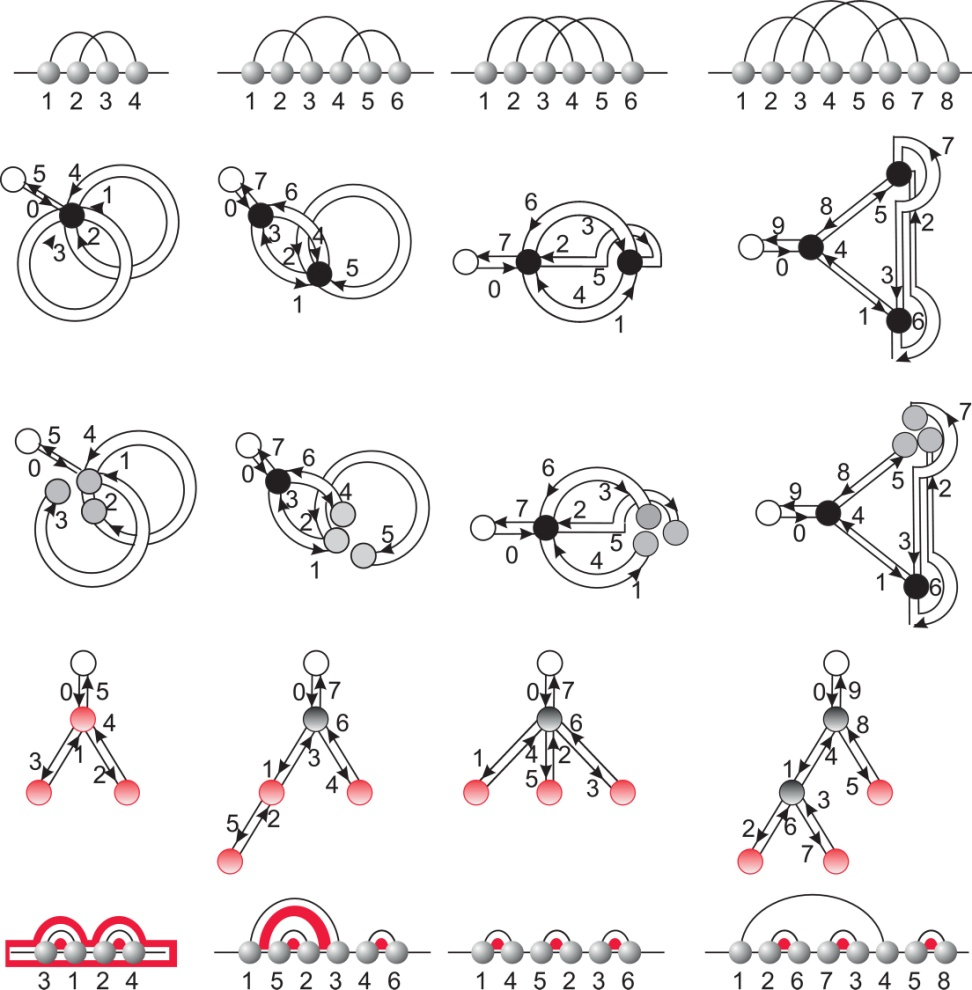 1 2 3 4
1 2 3 4 5 6
1 2 3 4 5 6
1 2 3 4 5 6 7 8
5 4 1 0 3 2
7 6 0 3 4 2 5 1
6 3 7 2 0 5 4 1
7 8 5 2 9 4 0 3 1 6
5 4 1 0 2 3
7 6 0 3 4 2 5 1
6 3 7 2 0 5 4 1
7 8 5 2 9 4 0 3 1 6
0 5 4 3 1 2
0 7 6 3 1 4 5 2
0 7 6 1 4 2 5 3
0 9 8 4 1 5 3 2 6 7
3 1 2 4
1 5 2 3 4 6
1 4 5 2 3 6
1 2 6 7 3 4 5 8